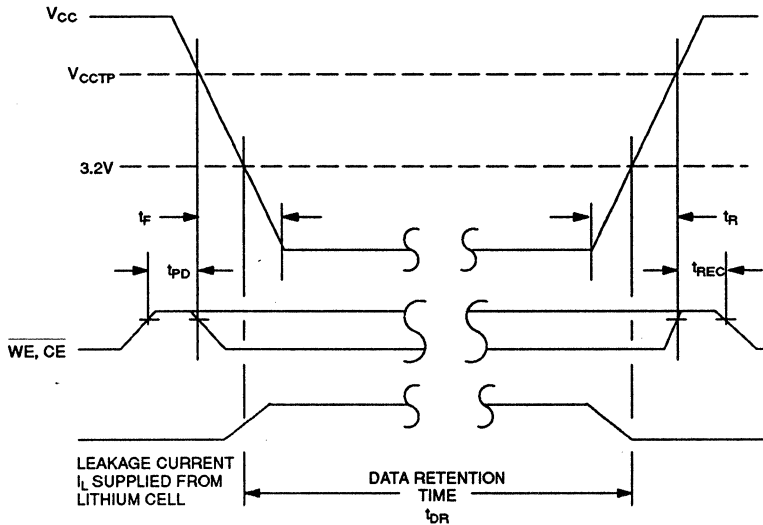 VCC
VCCTP
3.2V
tF
tR
tPD
tREC
WE, CE
LEAKAGE CURRENT
IL SUPPLIED FROM
LITHIUM CELL
DATA RETENTION
TIME
tDR